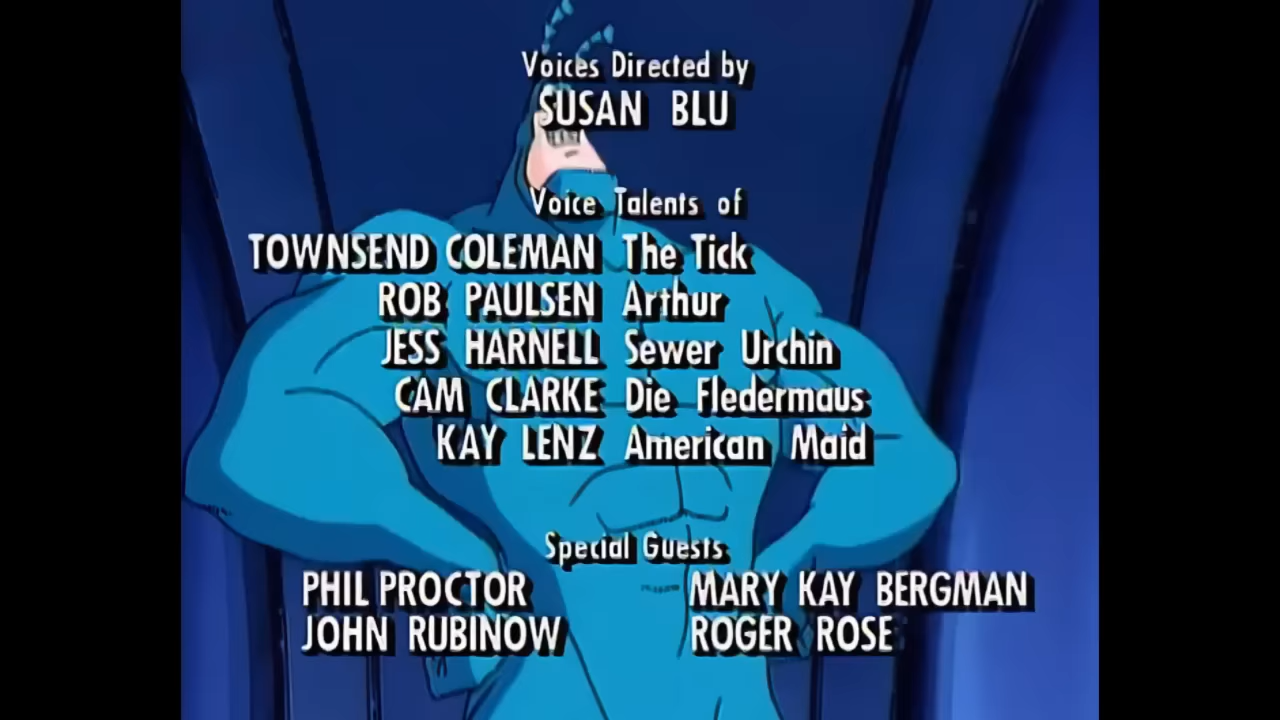 Voices Directed by
SUSAN BLU
Voice Talents of
TOWNSEND COLEMAN The Tick
ROB PAULSEN Arthur
JESS HARNELL Sewer Urchin
CAM CLARKE Die Fledermaus
KAY LENZ American Maid
Special Guests
PHIL PROCTOR MARY KAY BERGMAN
JOHN RUBINOW ROGER ROSE